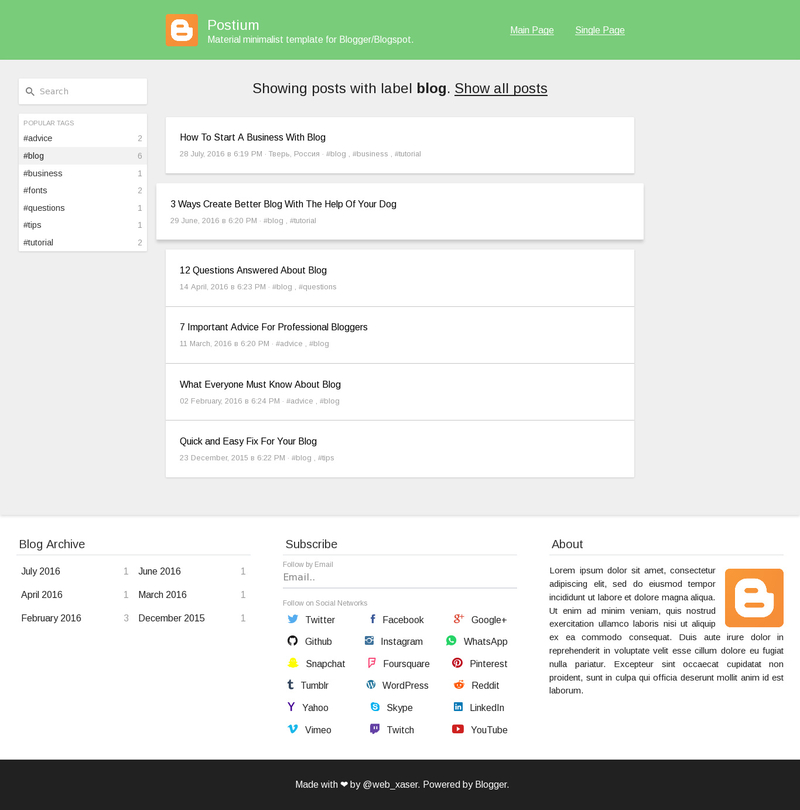 Postium
Material minimalist template for Blogger/Blogspot.
Main Page
Single Page
Search
POPULAR TAGS
#advice 2
#blog 6
#business 1
#fonts 2
#questions 1
#tips 1
#tutorial 2
Showing posts with label blog. Show all posts
How To Start A Business With Blog
28 July, 2016 в 6:19 PM · Тверь, Россия · #blog , #business , #tutorial
3 Ways Create Better Blog With The Help Of Your Dog
29 June, 2016 в 6:20 PM · #blog , #tutorial
12 Questions Answered About Blog
14 April, 2016 в 6:23 PM · #blog , #questions
7 Important Advice For Professional Bloggers
11 March, 2016 в 6:20 PM · #advice , #blog
What Everyone Must Know About Blog
02 February, 2016 в 6:24 PM · #advice , #blog
Quick and Easy Fix For Your Blog
23 December, 2015 в 6:22 PM · #blog , #tips
Blog Archive
July 2016 1 June 2016 1
April 2016 1 March 2016 1
February 2016 3 December 2015 1
Subscribe
Follow by Email
Email..
Follow on Social Networks
Twitter Facebook Google+
Github Instagram WhatsApp
Snapchat Foursquare Pinterest
Tumblr WordPress Reddit
Yahoo Skype LinkedIn
Vimeo Twitch YouTube
About
Lorem ipsum dolor sit amet, consectetur
adipiscing elit, sed do eiusmod tempor
incididunt ut labore et dolore magna aliqua.
Ut enim ad minim veniam, quis nostrud
exercitation ullamco laboris nisi ut aliquip
ex ea commodo consequat. Duis aute irure dolor in
reprehenderit in voluptate velit esse cillum dolore eu fugiat
nulla pariatur. Excepteur sint occaecat cupidatat non
proident, sunt in culpa qui officia deserunt mollit anim id est
laborum.
Made with ❤ by @web_xaser. Powered by Blogger.